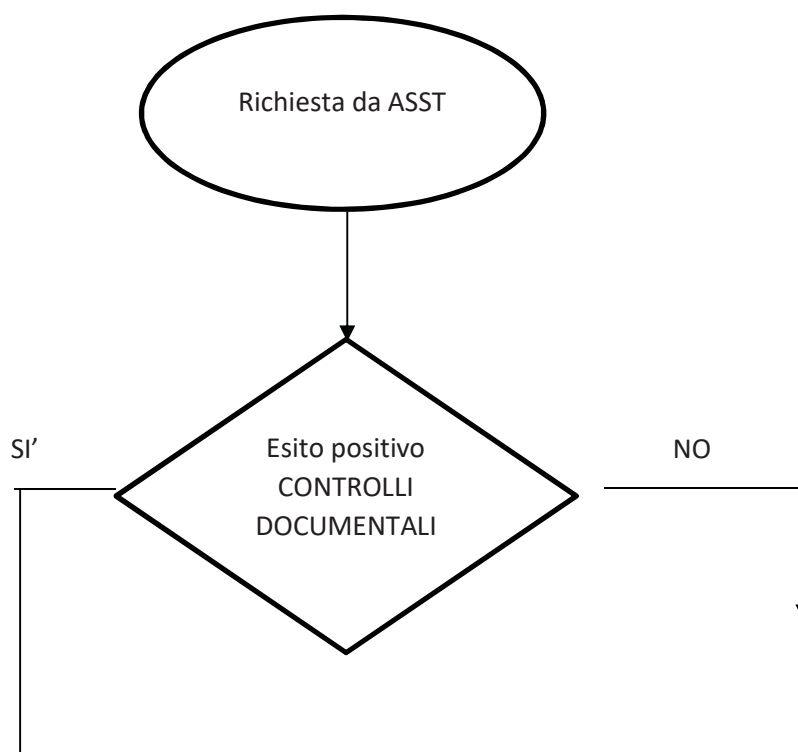 Richiesta da ASST
SI’
Esito positivo
CONTROLLI
DOCUMENTALI
NO